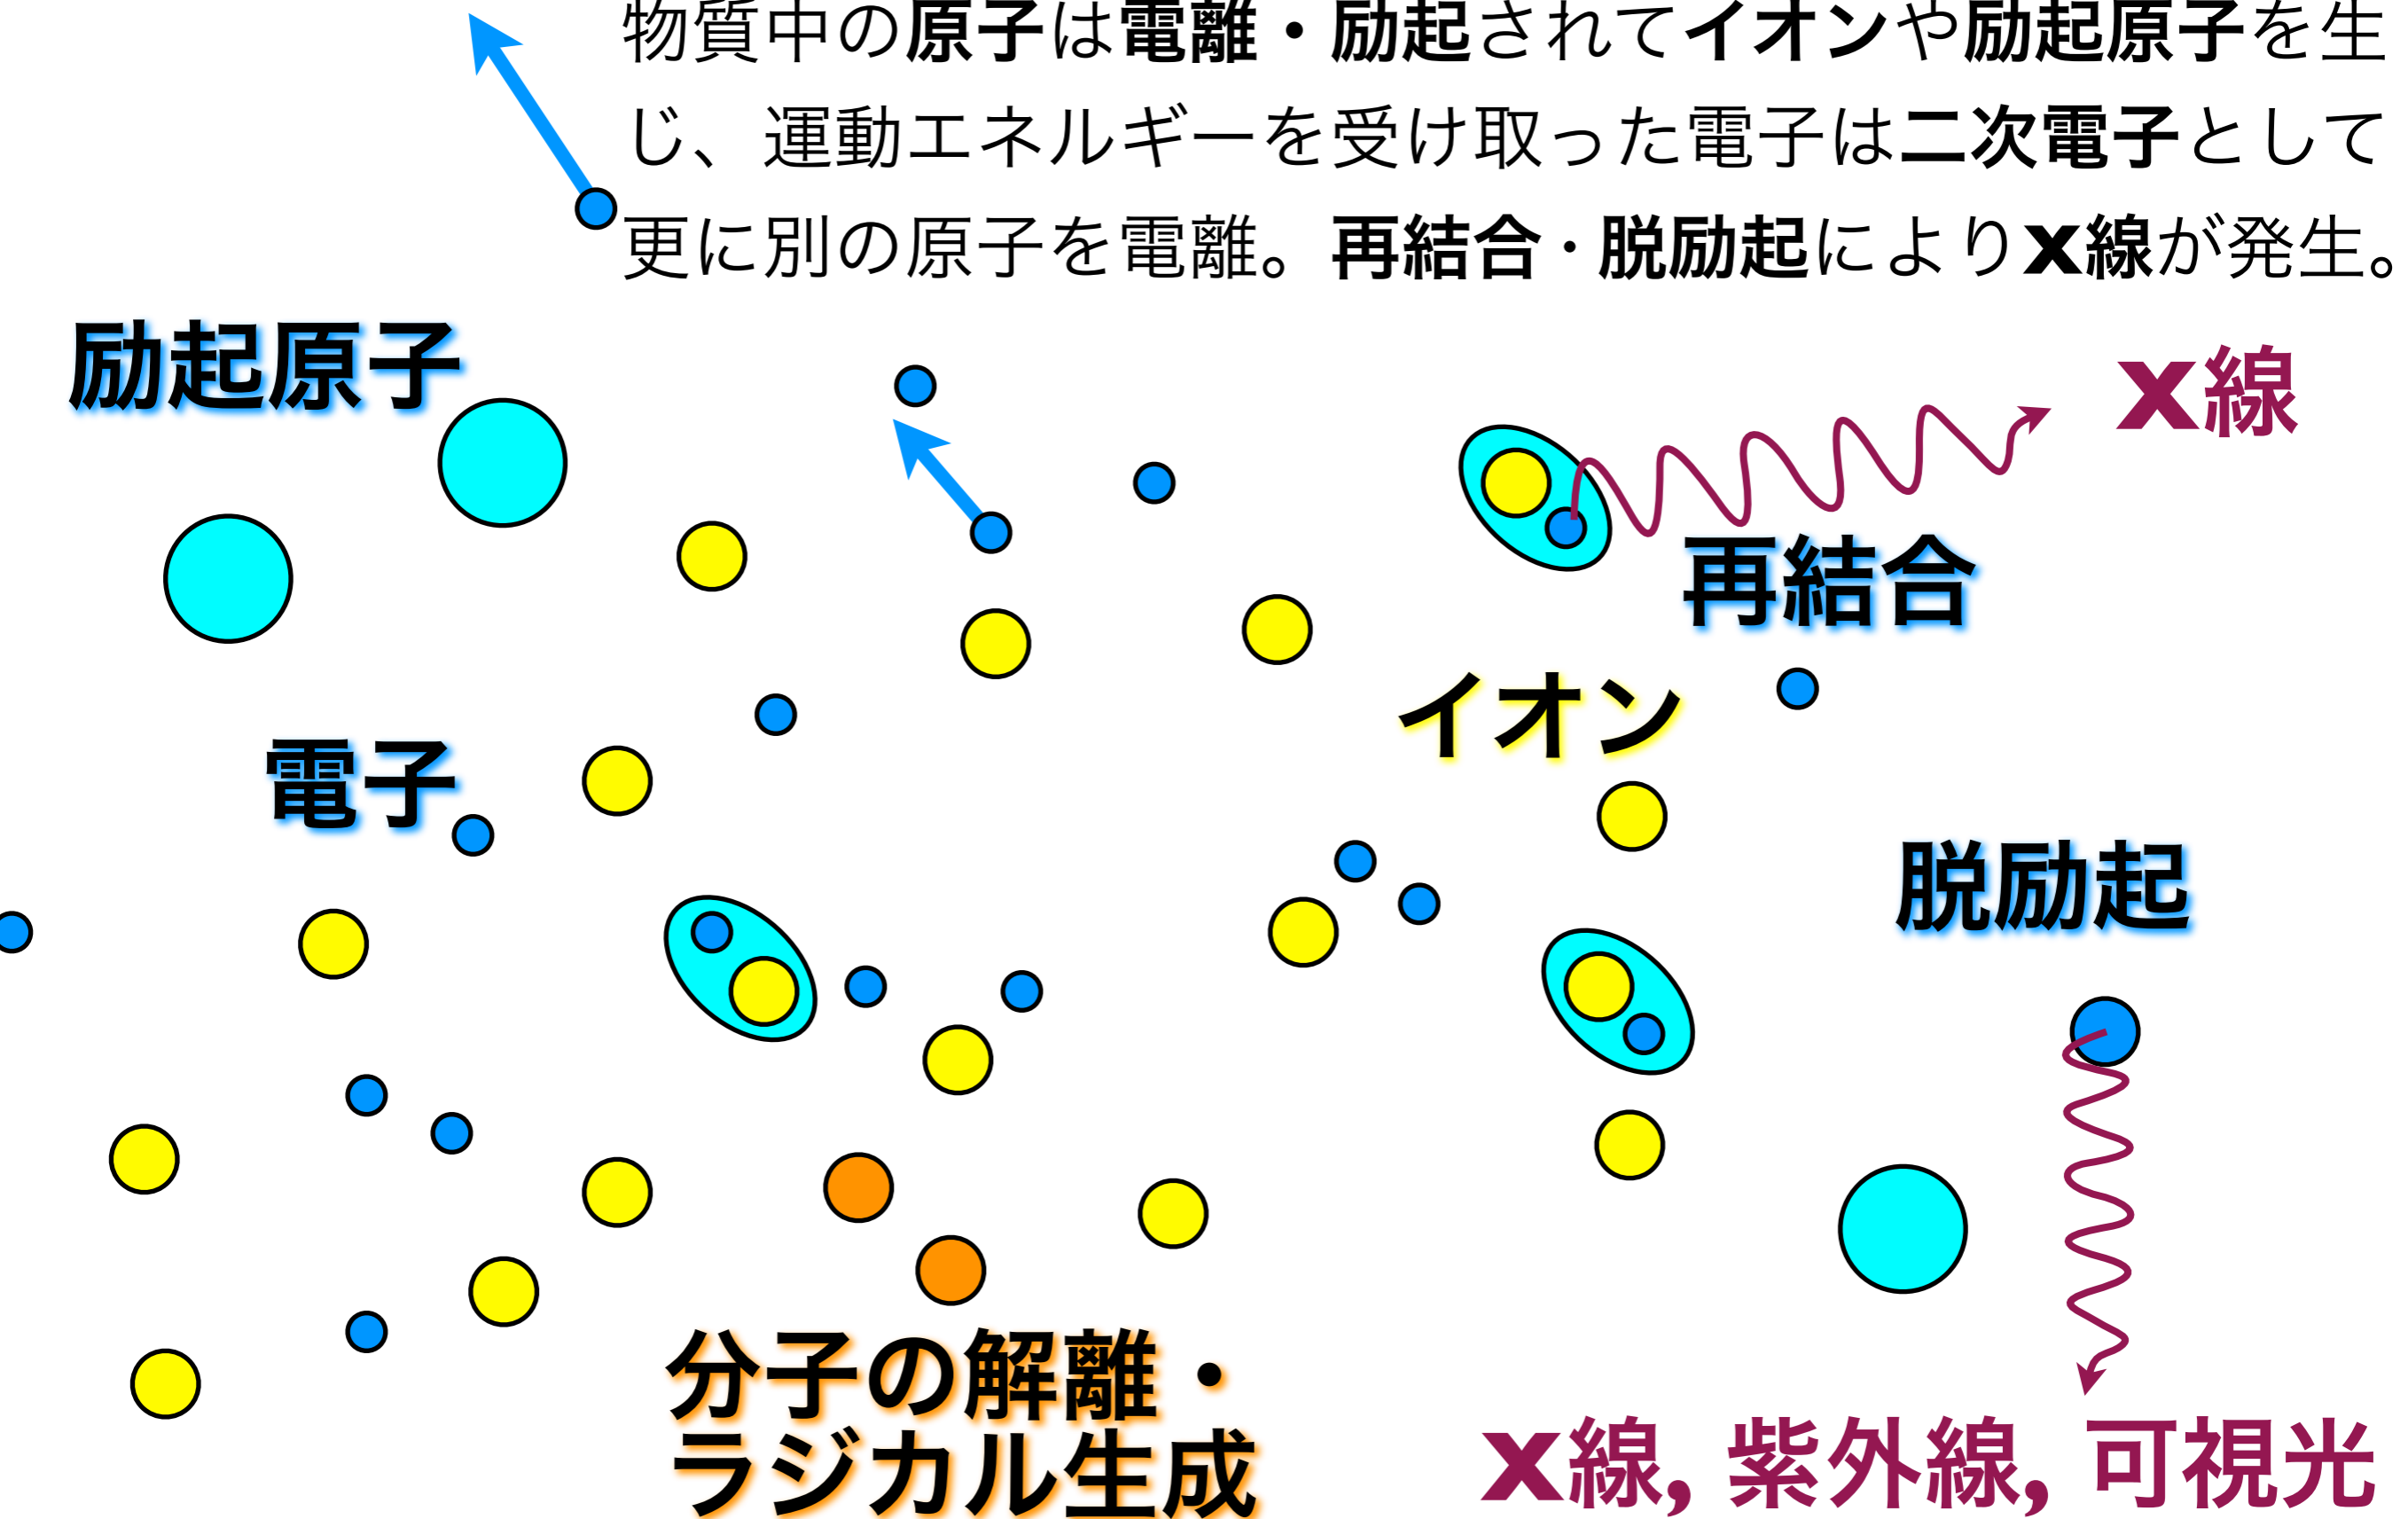 物質中の原子は電離・励起されてイオンや励起原子を生
じ、運動エネルギーを受け取った電子は二次電子として
更に別の原子を電離。再結合・脱励起によりX線が発生。
励起原子
X線
再結合
イオン
電子
脱励起
分子の解離・
ラジカル生成
X線, 紫外線, 可視光